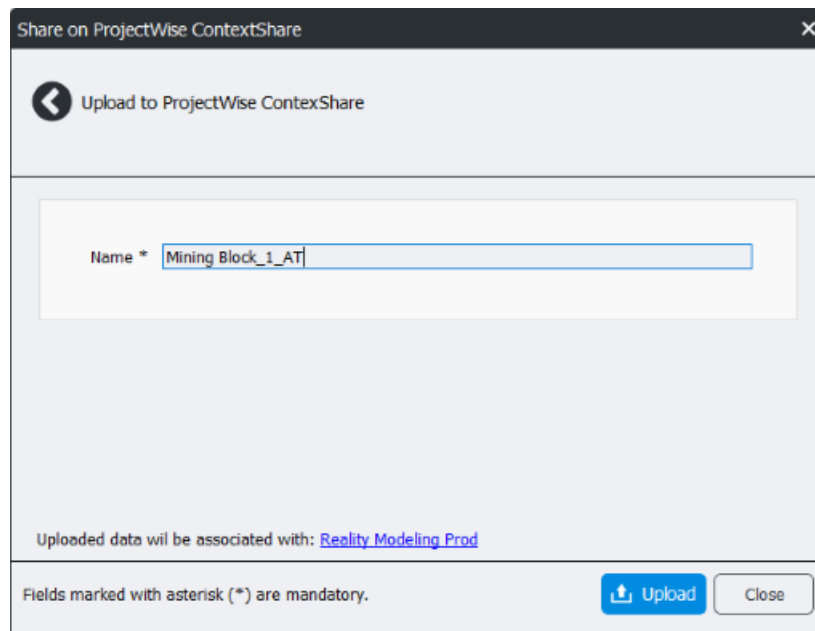 Share on ProjectWise ContextShare
Upload to ProjectWise ContexShare
Name * Mining Block_1_AT
Uploaded data wil be associated with: Reality Modeling Prod
Fields marked with asterisk (*) are mandatory. Upload Close